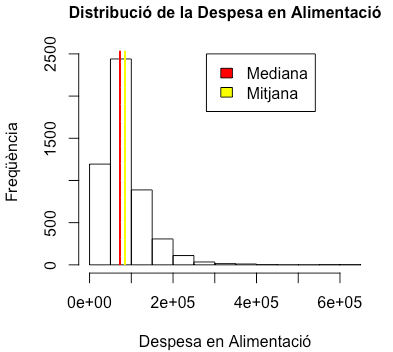 Distribució de la Despesa en Alimentació
Mediana
Mitjana
Freqüència
2500
1500
500
0
0e+00 2e+05 4e+05 6e+05
Despesa en Alimentació